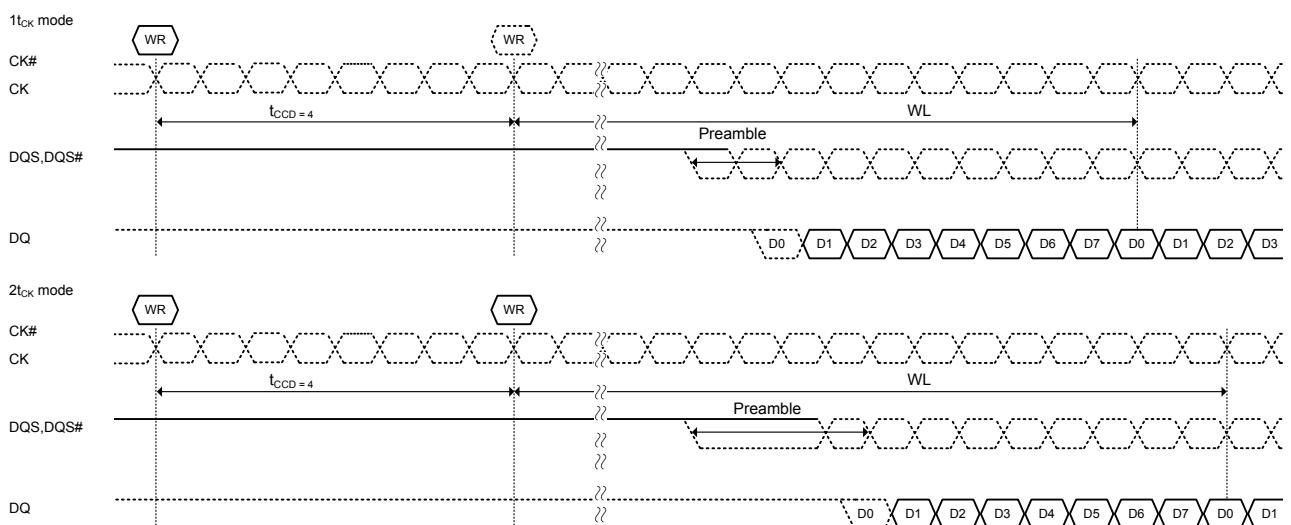 1tCK mode
WR WR
CK#
CK
tCCD = 4 WL
Preamble
DQS,DQS#
DQ D0 D1 D2 D3 D4 D5 D6 D7 D0 D1 D2 D3
2tCK mode
WR WR
CK#
CK
tCCD = 4 WL
Preamble
DQS,DQS#
DQ D0 D1 D2 D3 D4 D5 D6 D7 D0 D1